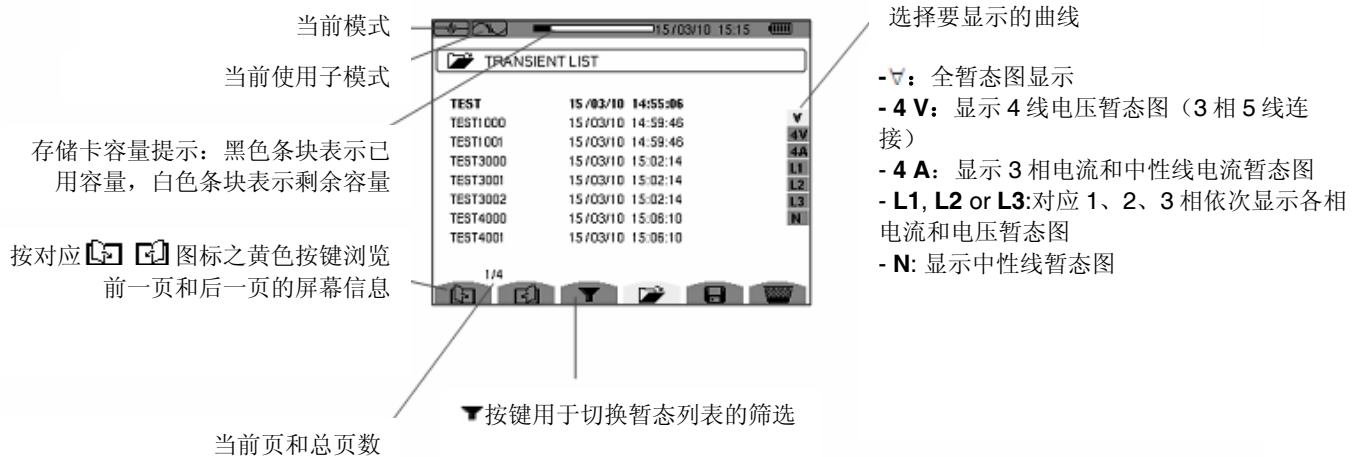 当前模式
当前使用子模式
存储卡容量提示：黑色条块表示已
用容量，白色条块表示剩余容量
按对应 图标之黄色按键浏览
前一页和后一页的屏幕信息
当前页和总页数
15/03/10 15:15
TRANSIENT LIST
TEST 15/03/10 14:55:06
TEST1000 15/03/10 14:59:46
TEST1001 15/03/10 14:59:46
TEST3000 15/03/10 15:02:14
TEST3001 15/03/10 15:02:14
TEST3002 15/03/10 15:02:14
TEST4000 15/03/10 15:06:10
TEST4001 15/03/10 15:06:10
∀
4V
4A
L1
L2
L3
N
1/4
按键用于切换暂态列表的筛选
选择要显示的曲线
-∀：全暂态图显示
- 4 V：显示 4 线电压暂态图（3 相 5 线连
接）
- 4 A：显示 3 相电流和中性线电流暂态图
- L1, L2 or L3:对应 1、2、3 相依次显示各相
电流和电压暂态图
- N: 显示中性线暂态图